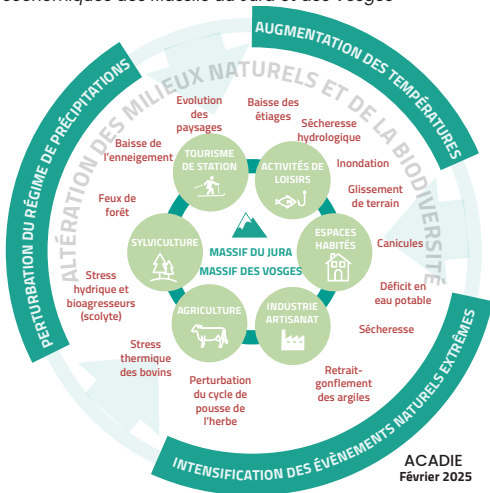 économiques des Massif du Jura et des Vosges
AUGMENTATION DES TEMPÉRATURES
PERTURBATION DU RÉGIME DE PRÉCIPITATIONS
INTENSIFICATION DES ÉVÈNEMENTS NATURELS EXTRÊMES
ALTÉRATION DES MILIEUX NATURELS ET DE LA BIODIVERSITÉ
Evolution
des
paysages
Baisse des
étiages
Sécheresse
hydrologique
Baisse de
l'enneigement
Inondation
Glissement
de terrain
Feux de
forêt
Canicules
Stress
hydrique et
bioagresseurs
(scolyte)
Déficit en
eau potable
Sécheresse
Stress
thermique
des bovins
Perturbation
du cycle de
pousse de
l'herbe
Retrait-
gonflement
des argiles
TOURISME
DE STATION
ACTIVITÉS DE
LOISIRS
SYLVICULTURE
ESPACES
HABITÉS
AGRICULTURE
INDUSTRIE
ARTISANAT
MASSIF DU JURA
MASSIF DES VOSGES
ACADIE
Février 2025